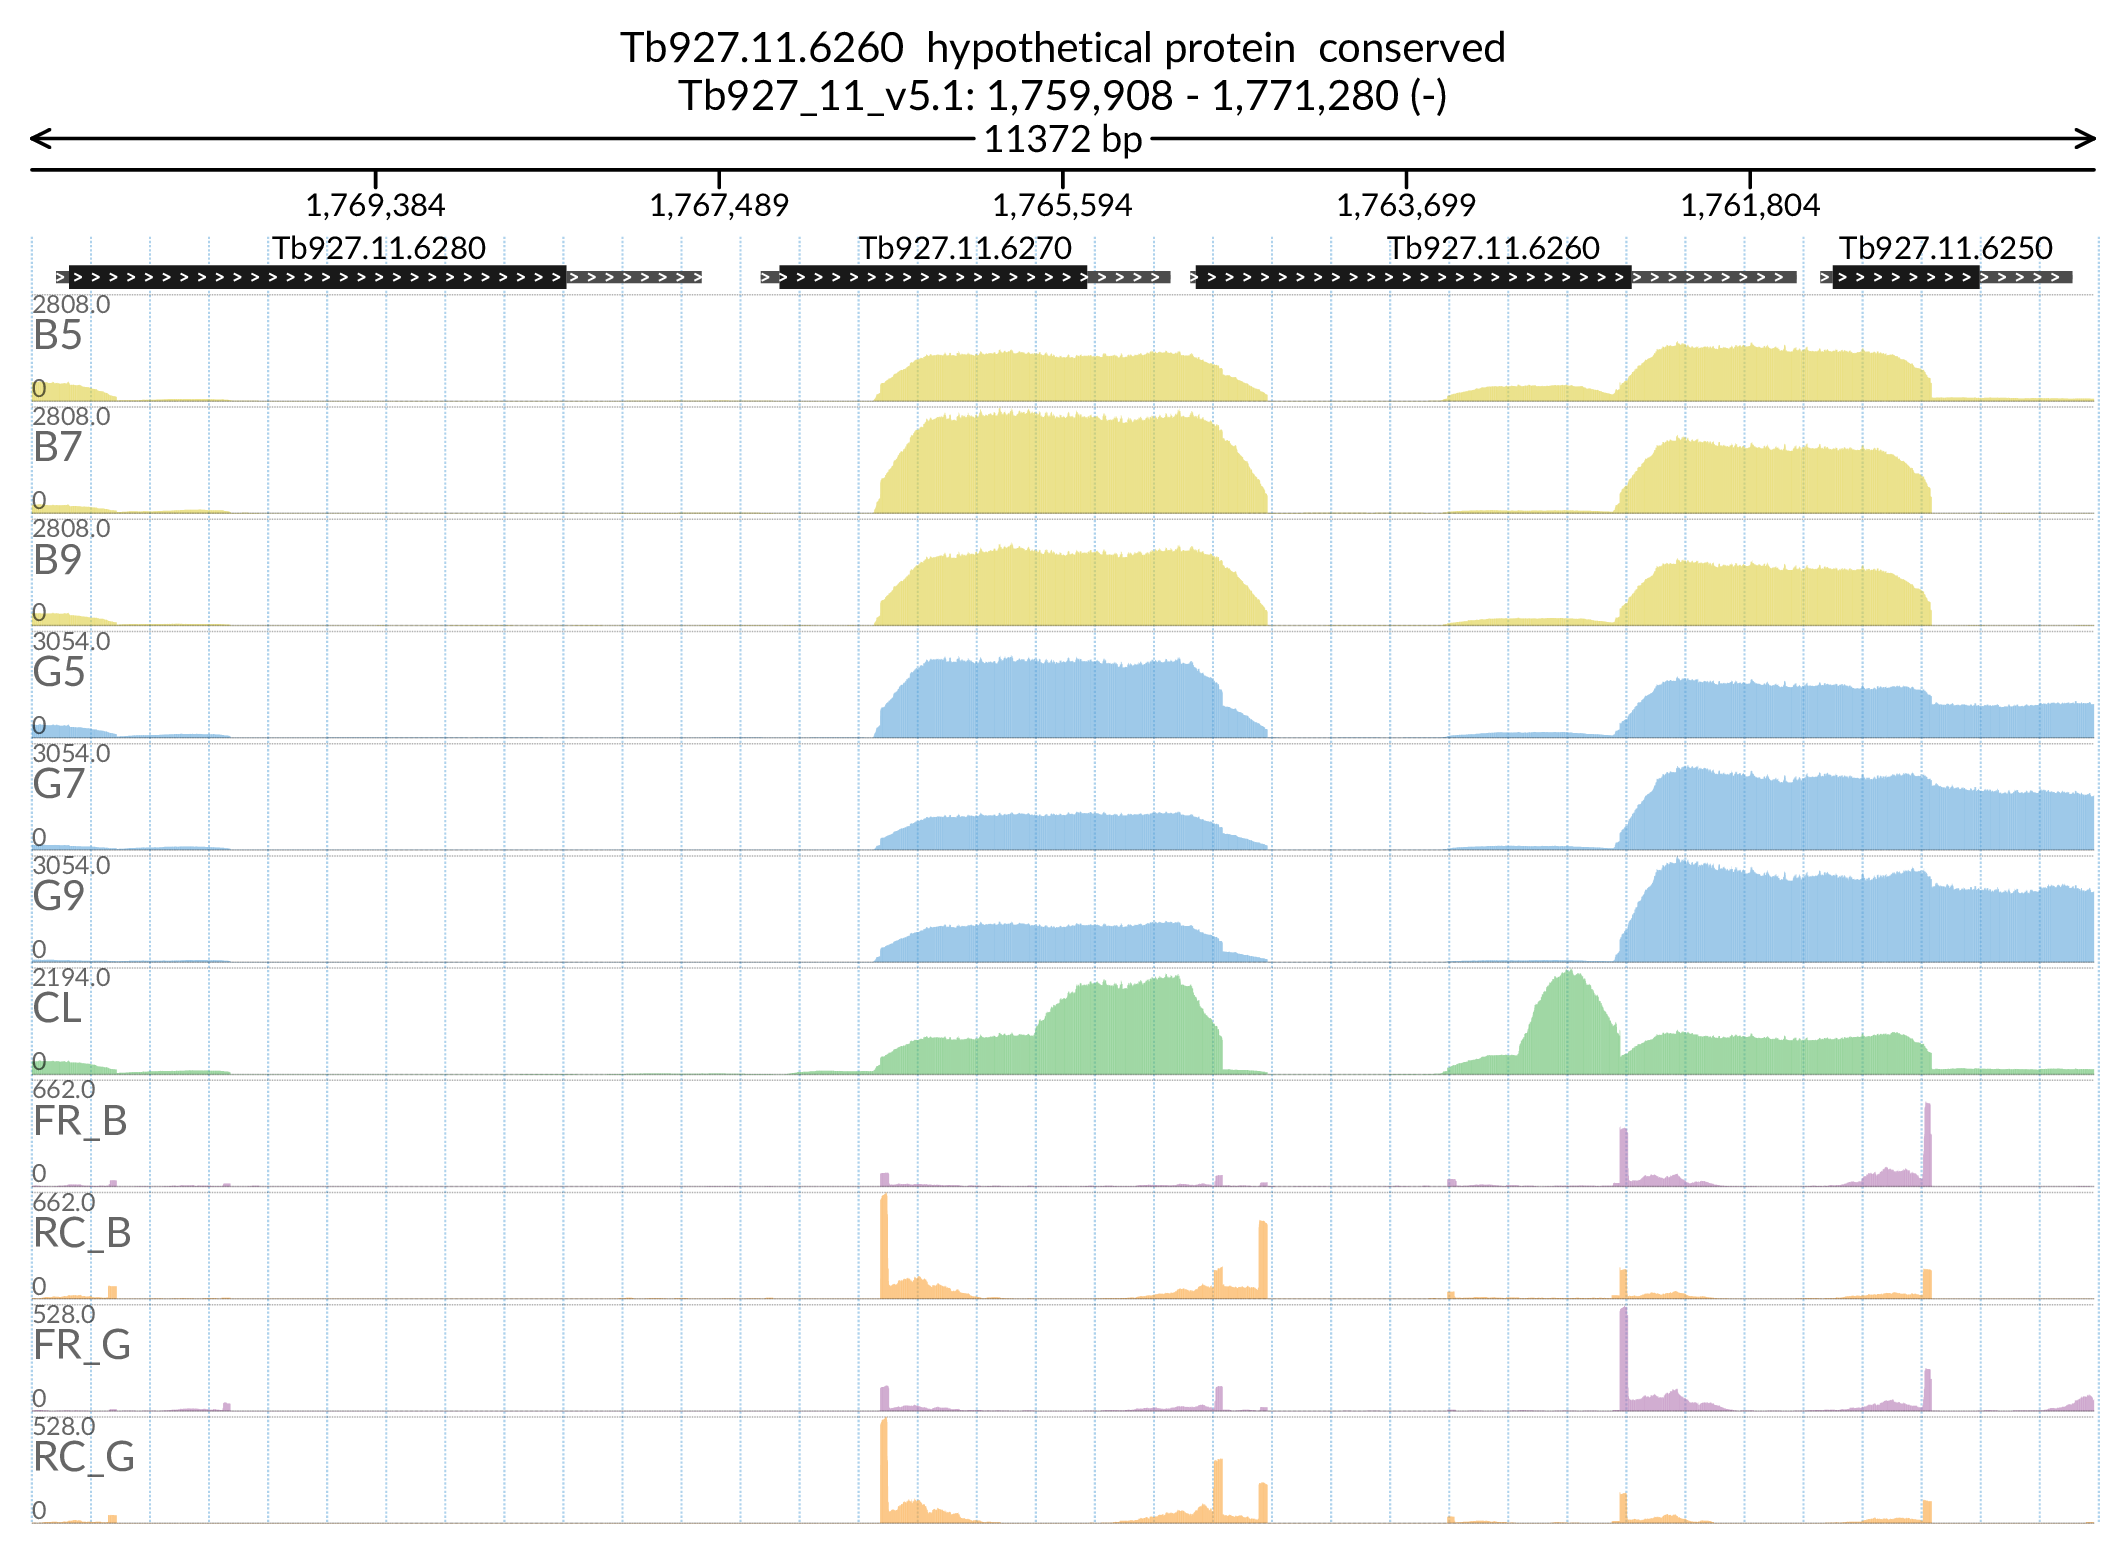 Tb927.11.6260 hypothetical protein conserved
Tb927_11_v5.1: 1,759,908 - 1,771,280 (-)
11372 bp
1,769,384 1,767,489 1,765,594 1,763,699 1,761,804
Tb927.11.6280 Tb927.11.6270 Tb927.11.6260 Tb927.11.6250
2808.0
B5
0
2808.0
B7
0
2808.0
B9
0
3054.0
G5
0
3054.0
G7
0
3054.0
G9
0
2194.0
CL
0
662.0
FR_B
0
662.0
RC_B
0
528.0
FR_G
0
528.0
RC_G
0